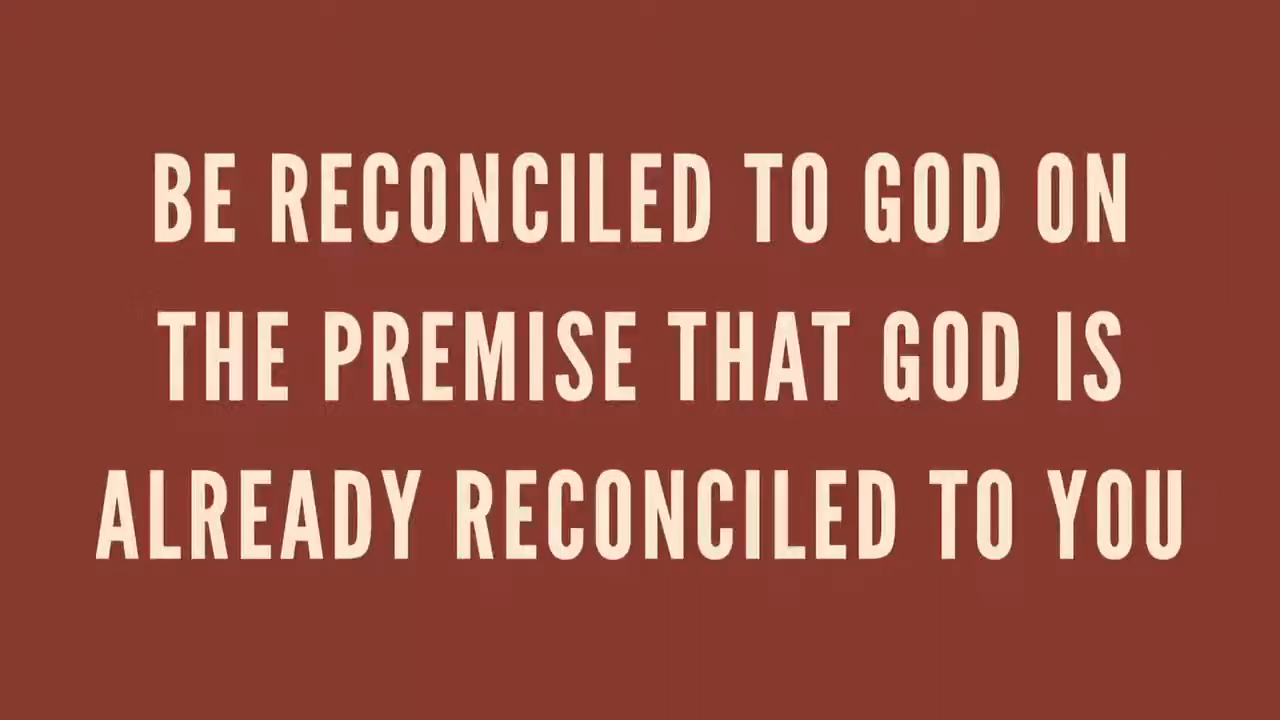 BE RECONCILED TO GOD ON
THE PREMISE THAT GOD IS
ALREADY RECONCILED TO YOU